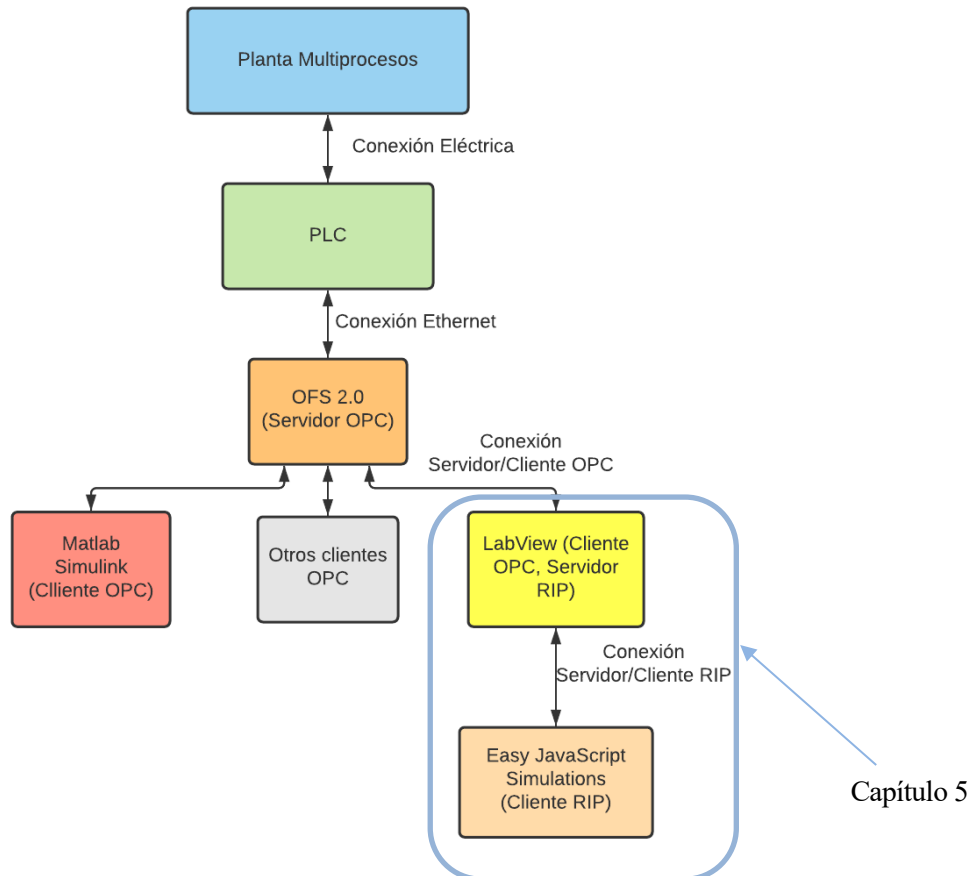 Planta Multiprocesos
Conexión Eléctrica
PLC
Conexión Ethernet
OFS 2.0
(Servidor OPC)
Conexión
Servidor/Cliente OPC
Matlab
Simulink
(Clliente OPC)
Otros clientes
OPC
LabView (Cliente
OPC, Servidor
RIP)
Conexión
Servidor/Cliente RIP
Easy JavaScript
Simulations
(Cliente RIP)
Capítulo 5